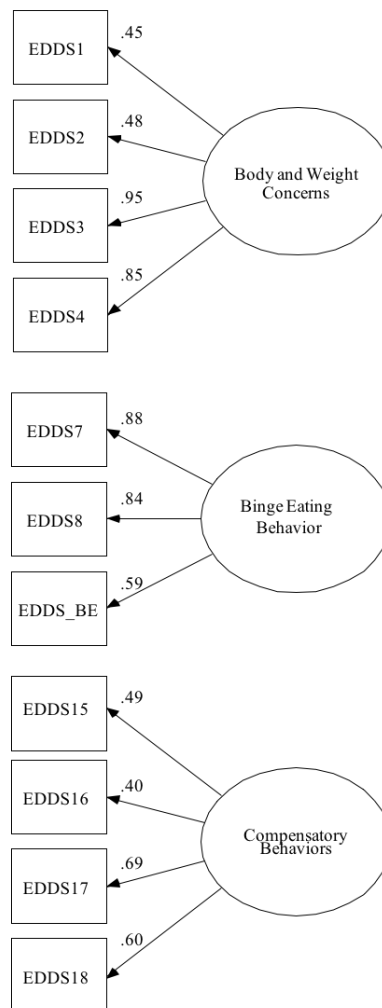 .45
EDDS1
.48
EDDS2
Body and Weight
Concerns
.95
EDDS3
.85
EDDS4
.88
EDDS7
.84
EDDS8
Binge Eating
Behavior
.59
EDDS_BE
.49
EDDS15
.40
EDDS16
Compensatory
Behaviors
.69
EDDS17
.60
EDDS18